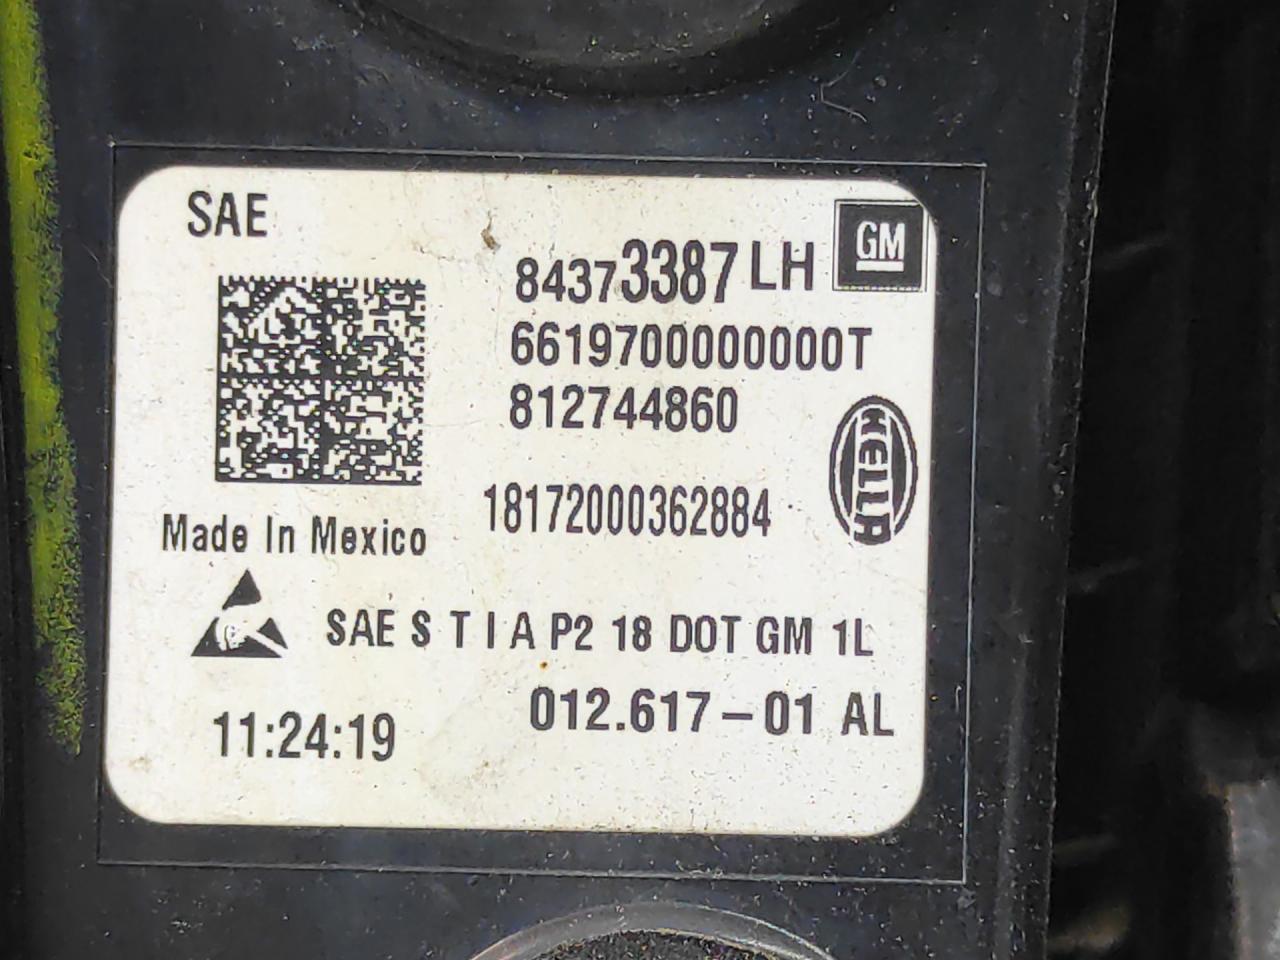 SAE
GM
84373387 LH
6619700000000T
812744860
HELLA
18172000362884
Made In Mexico
SAE S T I A P2 18 DOT GM 1L
012.617-01 AL
11:24:19